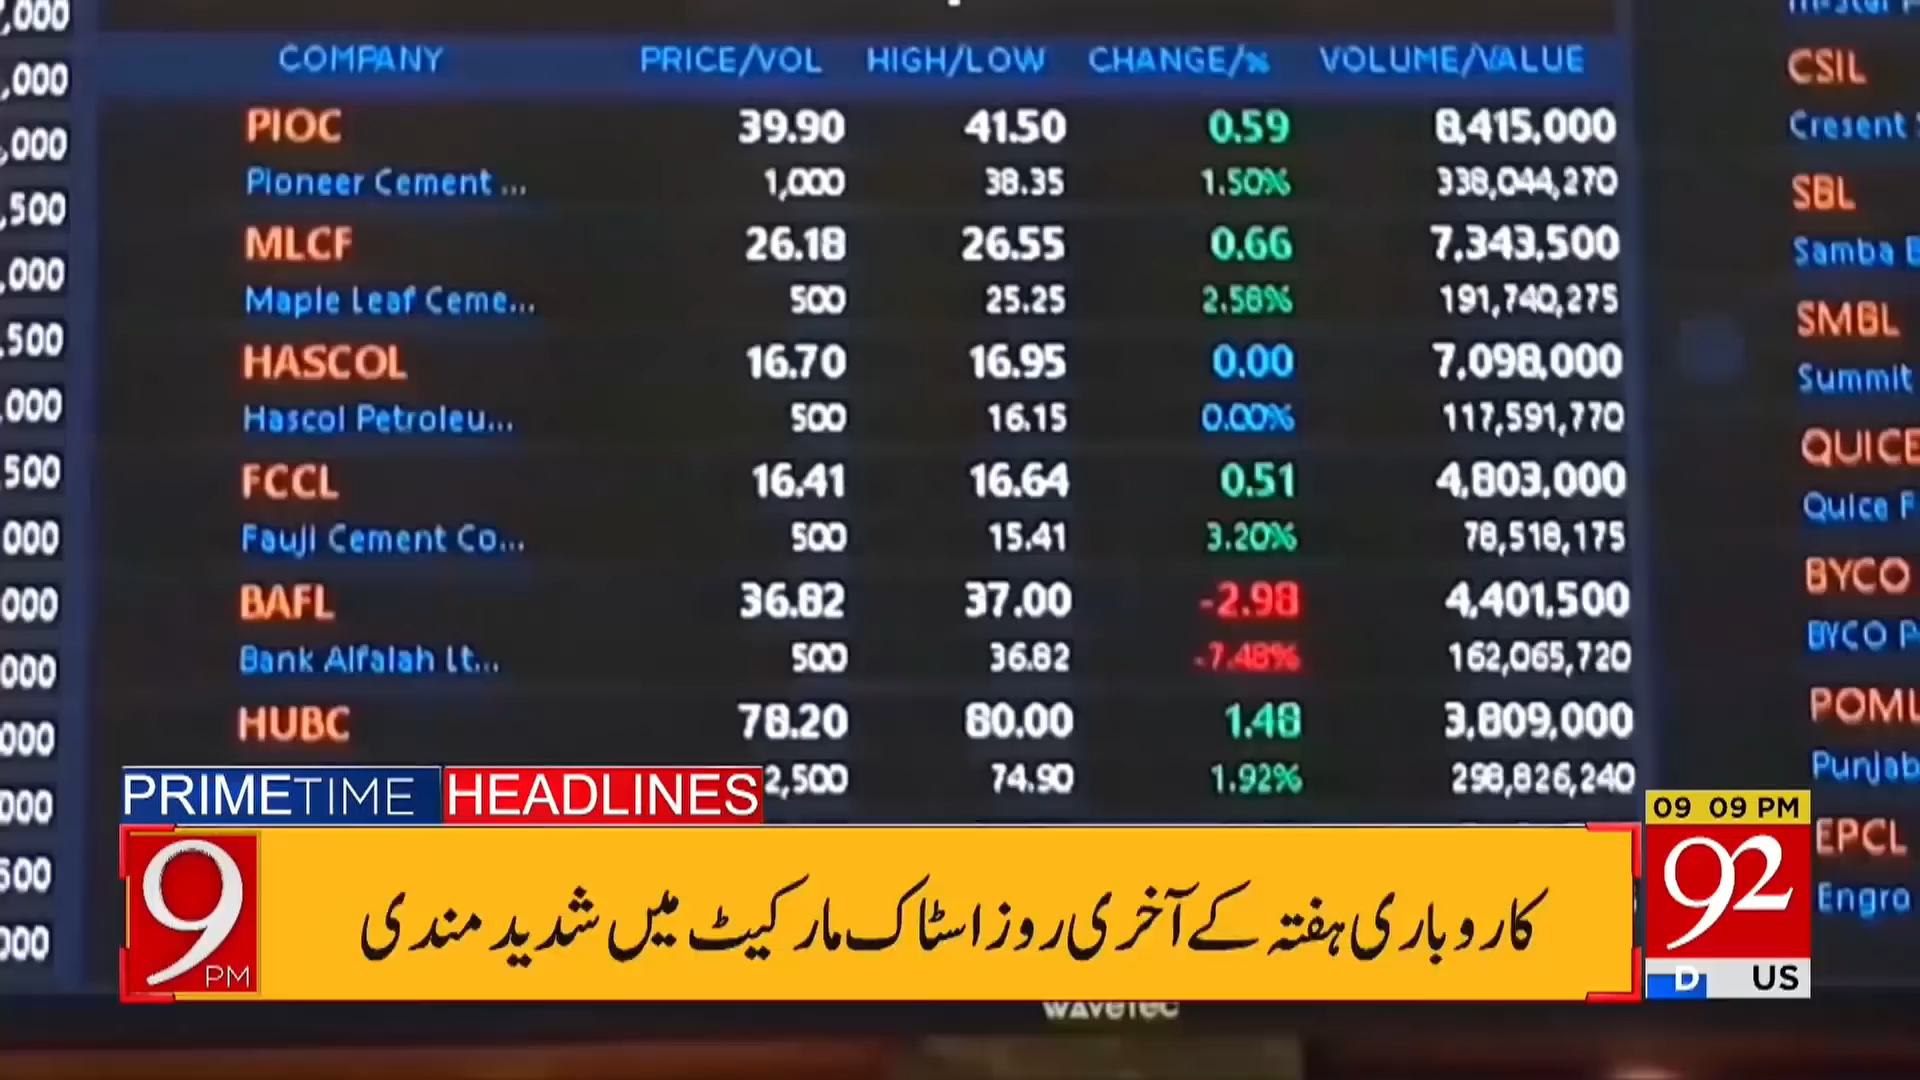 COMPANY PRICE/VOL HIGH/LOW CHANGE/% VOLUME/VALUE
PIOC 39.90 41.50 0.59 8,415,000
Pioneer Cement ... 1,000 38.35 1.50% 338,044,270
MLCF 26.18 26.55 0.66 7,343,500
Maple Leaf Ceme... 500 25.25 2.58% 191,740,275
HASCOL 16.70 16.95 0.00 7,098,000
Hascol Petroleu... 500 16.15 0.00% 117,591,770
FCCL 16.41 16.64 0.51 4,803,000
Fauji Cement Co... 500 15.41 3.20% 78,518,175
BAFL 36.82 37.00 -2.98 4,401,500
Bank Alfalah Lt... 500 36.82 -7.48% 162,065,720
HUBC 78.20 80.00 1.48 3,809,000
2,500 74.90 1.92% 298,826,240
CSIL
Cresent
SBL
Samba B
SMBL
Summit
QUICE
Quice F
BYCO
BYCO P
POML
Punjab
EPCL
Engro
PRIMETIME HEADLINES
9 PM
کاروباری ہفتہ کے آخری روز اسٹاک مارکیٹ میں شدید مندی
09 09 PM
92
D US
WAVETEC